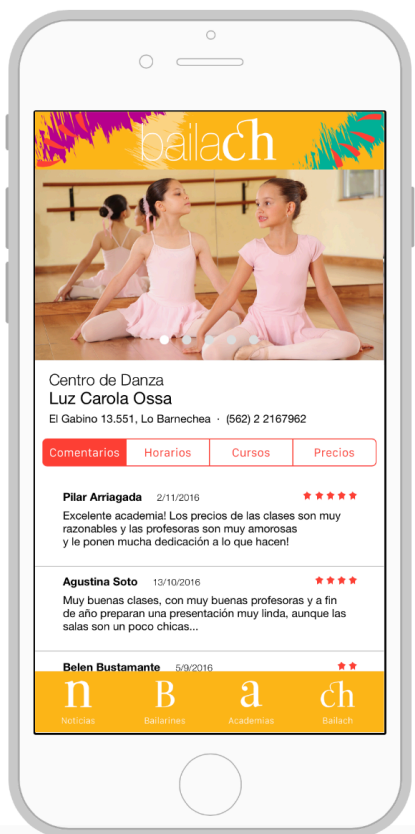 bailach
Centro de Danza
Luz Carola Ossa
El Gabino 13.551, Lo Barnechea · (562) 2 2167962
Comentarios Horarios Cursos Precios
Pilar Arriagada 2/11/2016
Excelente academia! Los precios de las clases son muy
razonables y las profesoras son muy amorosas
y le ponen mucha dedicación a lo que hacen!
Agustina Soto 13/10/2016
Muy buenas clases, con muy buenas profesoras y a fin
de año preparan una presentación muy linda, aunque las
salas son un poco chicas...
Belen Bustamante 5/9/2016
n B a ch
Noticias Bailarines Academias Bailach